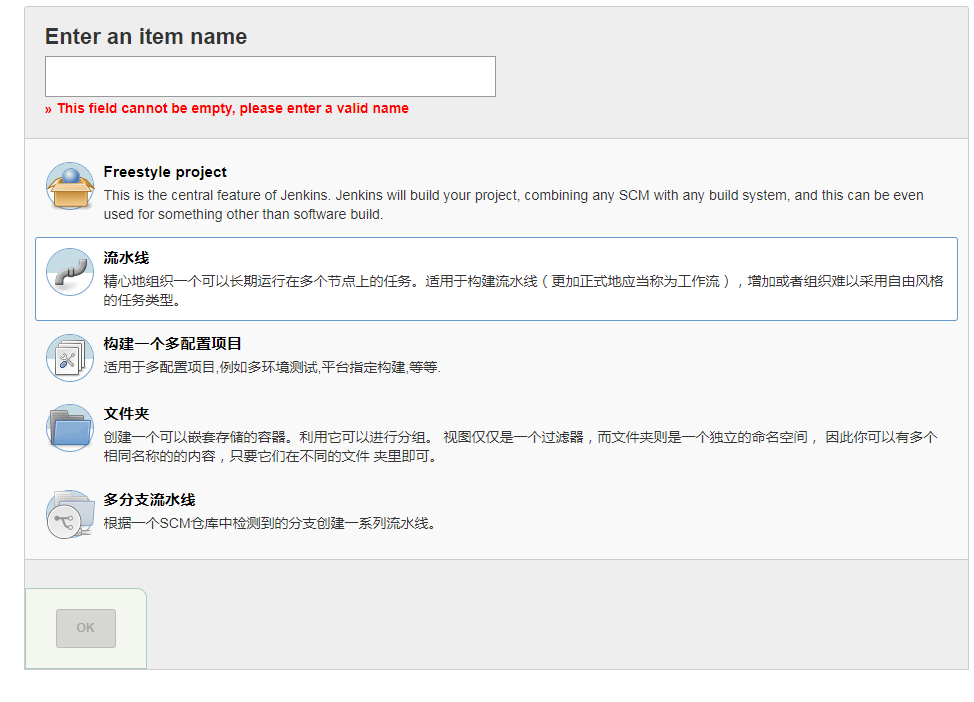 Enter an item name
» This field cannot be empty, please enter a valid name
Freestyle project
This is the central feature of Jenkins. Jenkins will build your project, combining any SCM with any build system, and this can be even
used for something other than software build.
流水线
精心地组织一个可以长期运行在多个节点上的任务。适用于构建流水线（更加正式地应当称为工作流），增加或者组织难以采用自由风格
的任务类型。
构建一个多配置项目
适用于多配置项目,例如多环境测试,平台指定构建,等等.
文件夹
创建一个可以嵌套存储的容器。利用它可以进行分组。 视图仅仅是一个过滤器，而文件夹则是一个独立的命名空间， 因此你可以有多个
相同名称的的内容，只要它们在不同的文件 夹里即可。
多分支流水线
根据一个SCM仓库中检测到的分支创建一系列流水线。
OK